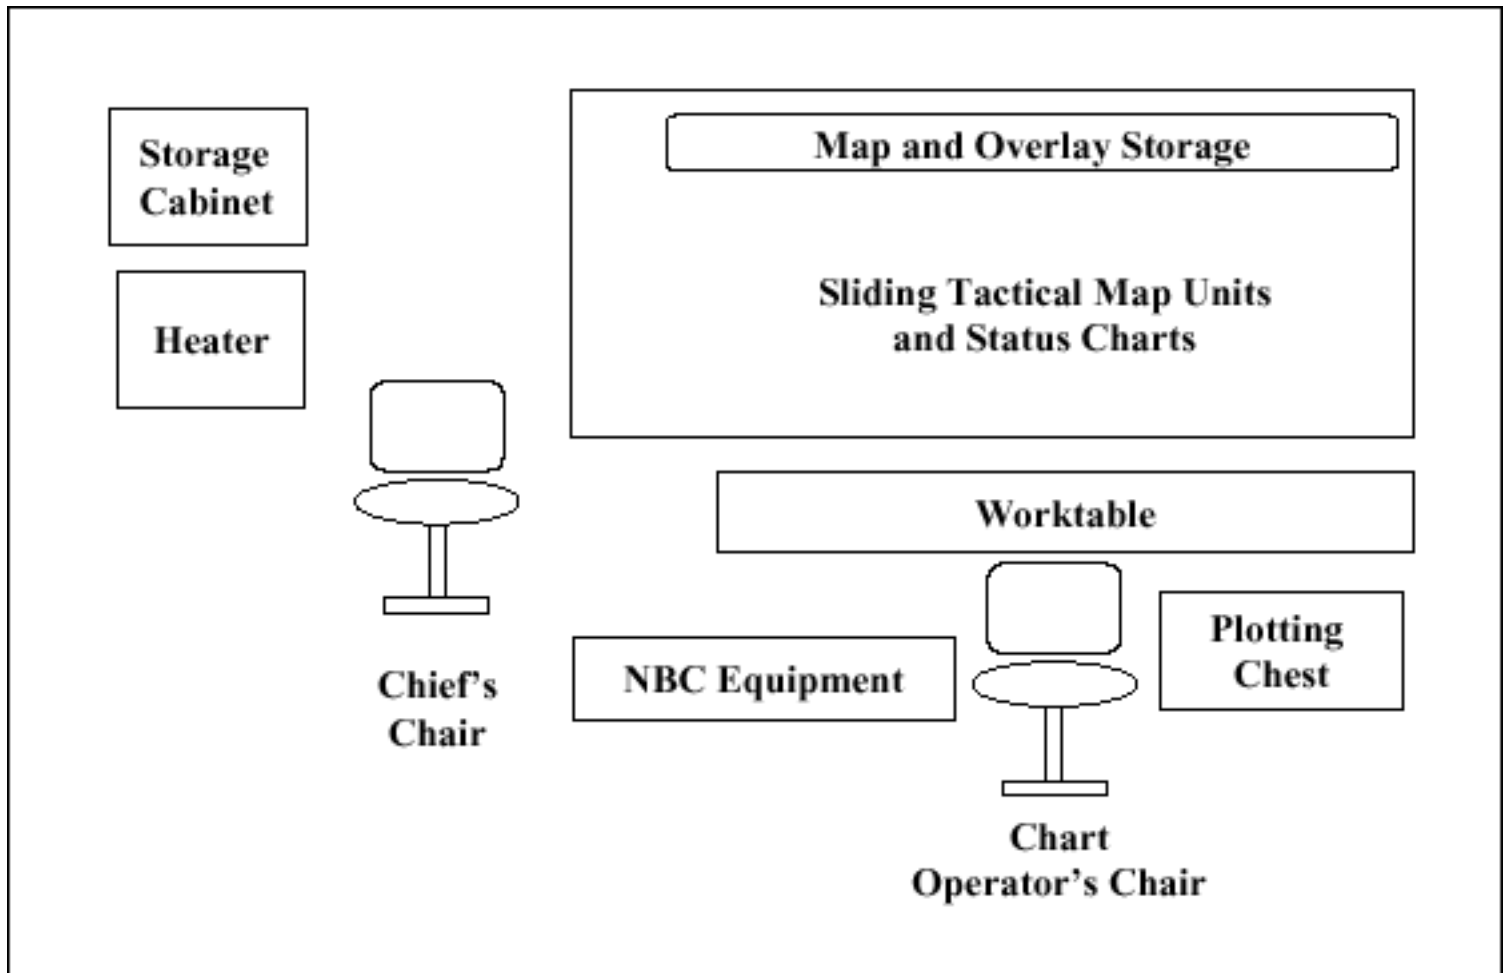 Storage
Cabinet
Map and Overlay Storage
Heater
Sliding Tactical Map Units
and Status Charts
Worktable
Chief’s
Chair
NBC Equipment
Plotting
Chest
Chart
Operator’s Chair